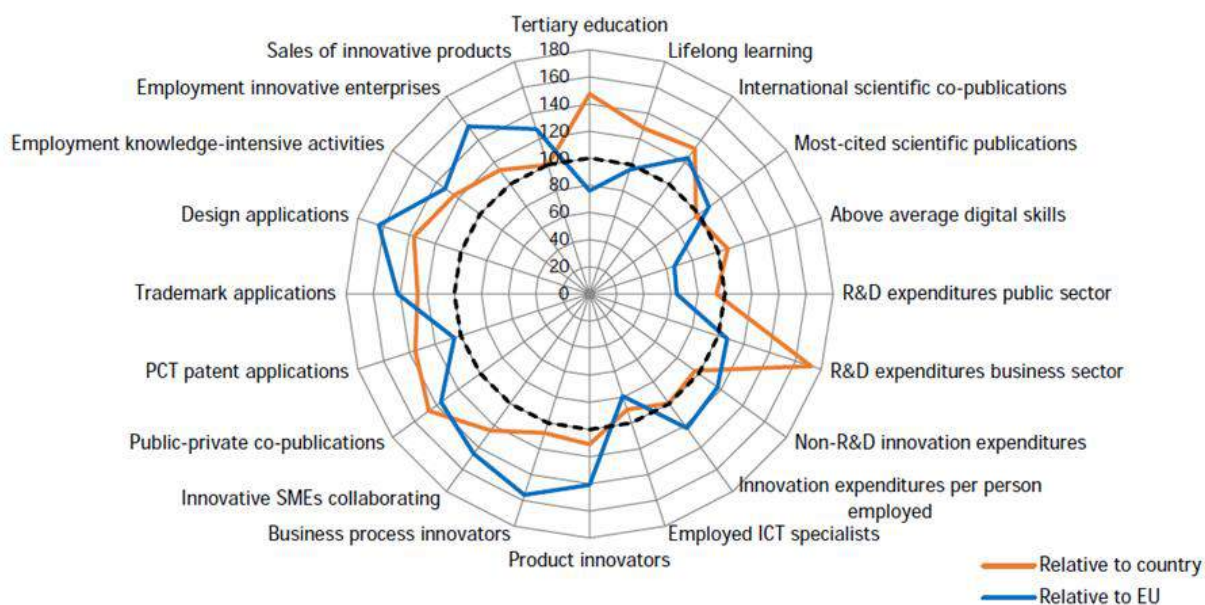 Tertiary education
Sales of innovative products
Lifelong learning
Employment innovative enterprises
International scientific co-publications
Employment knowledge-intensive activities
Most-cited scientific publications
Design applications
Above average digital skills
Trademark applications
R&D expenditures public sector
PCT patent applications
R&D expenditures business sector
Public-private co-publications
Non-R&D innovation expenditures
Innovative SMEs collaborating
Innovation expenditures per person
employed
Business process innovators
Employed ICT specialists
Product innovators
180
160
140
120
100
80
60
40
20
0
Relative to country
Relative to EU